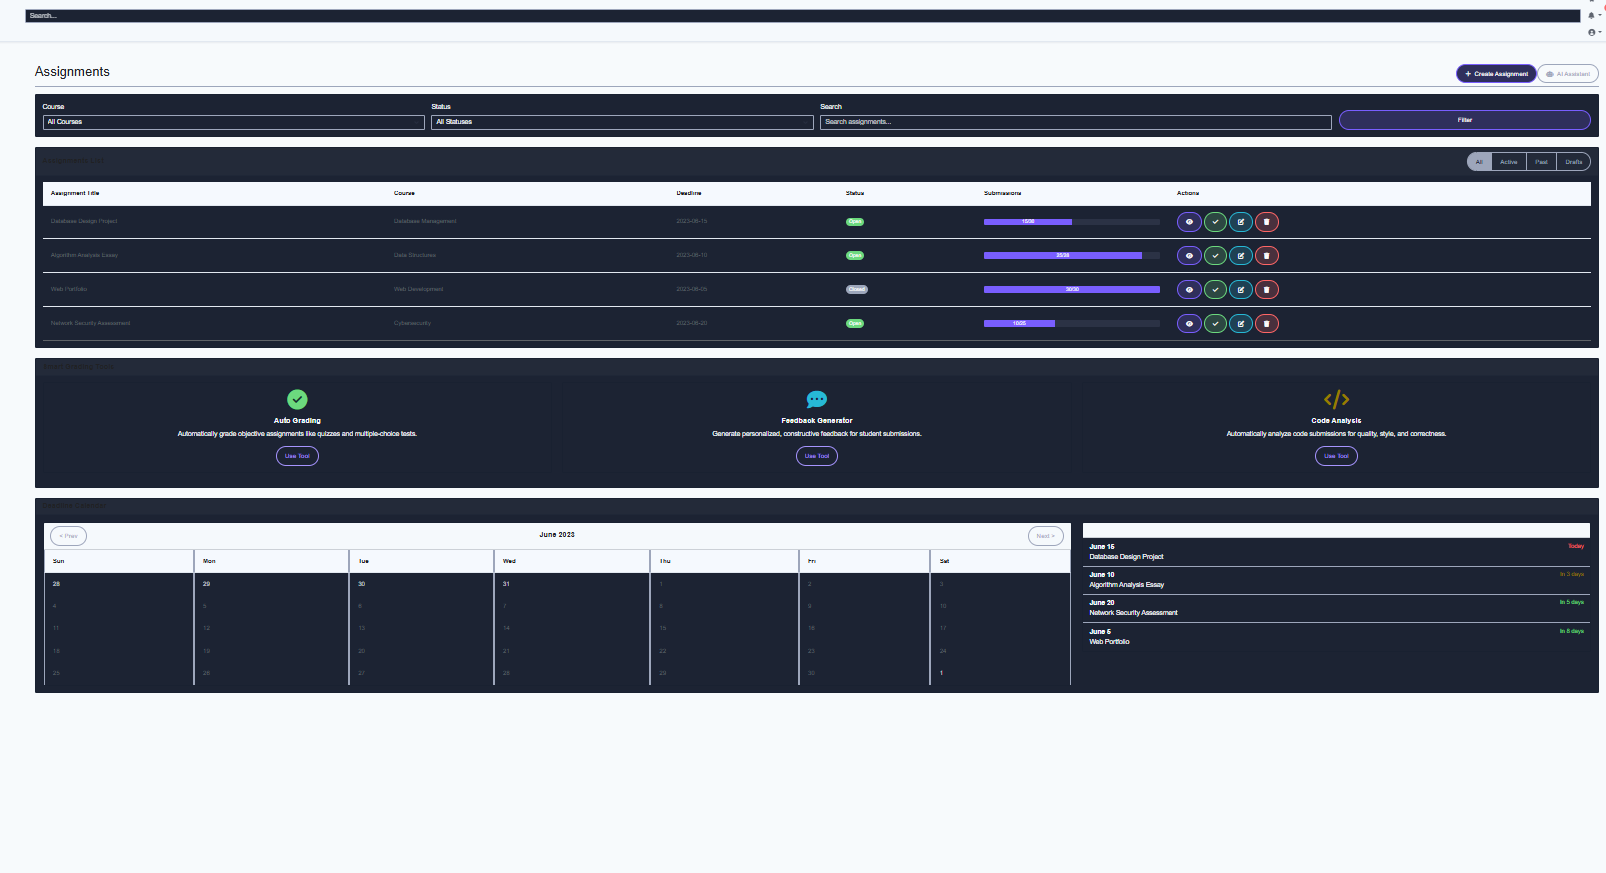 Search...
Assignments
+ Create Assignment
AI Assistant
Course
Status
Search
All Courses
All Statuses
Search assignments...
Filter
Assignments List
All
Active
Past
Drafts
Assignment Title
Course
Deadline
Status
Submissions
Actions
Database Design Project
Database Management
2023-06-15
Open
15/30
Algorithm Analysis Essay
Data Structures
2023-06-10
Open
Web Portfolio
Web Development
2023-06-05
Closed
30/30
Network Security Assessment
Cybersecurity
2023-06-20
Open
10/25
Auto Grading
Feedback Generator
Code Analysis
Automatically grade objective assignments like quizzes and multiple-choice tests.
Generate personalized, constructive feedback for student submissions.
Automatically analyze code submissions for quality, style, and correctness.
Use Tool
Use Tool
Use Tool
< Prev
June 2023
Next >
Sun Mon Tue Wed Thu Fri Sat
28 29 30 31 1 2 3
4 5 6 7 8 9 10
11 12 13 14 15 16 17
18 19 20 21 22 23 24
25 26 27 28 29 30 1
June 15
Today
Database Design Project
June 10
In 3 days
Algorithm Analysis Essay
June 20
In 5 days
Network Security Assessment
June 5
In 8 days
Web Portfolio